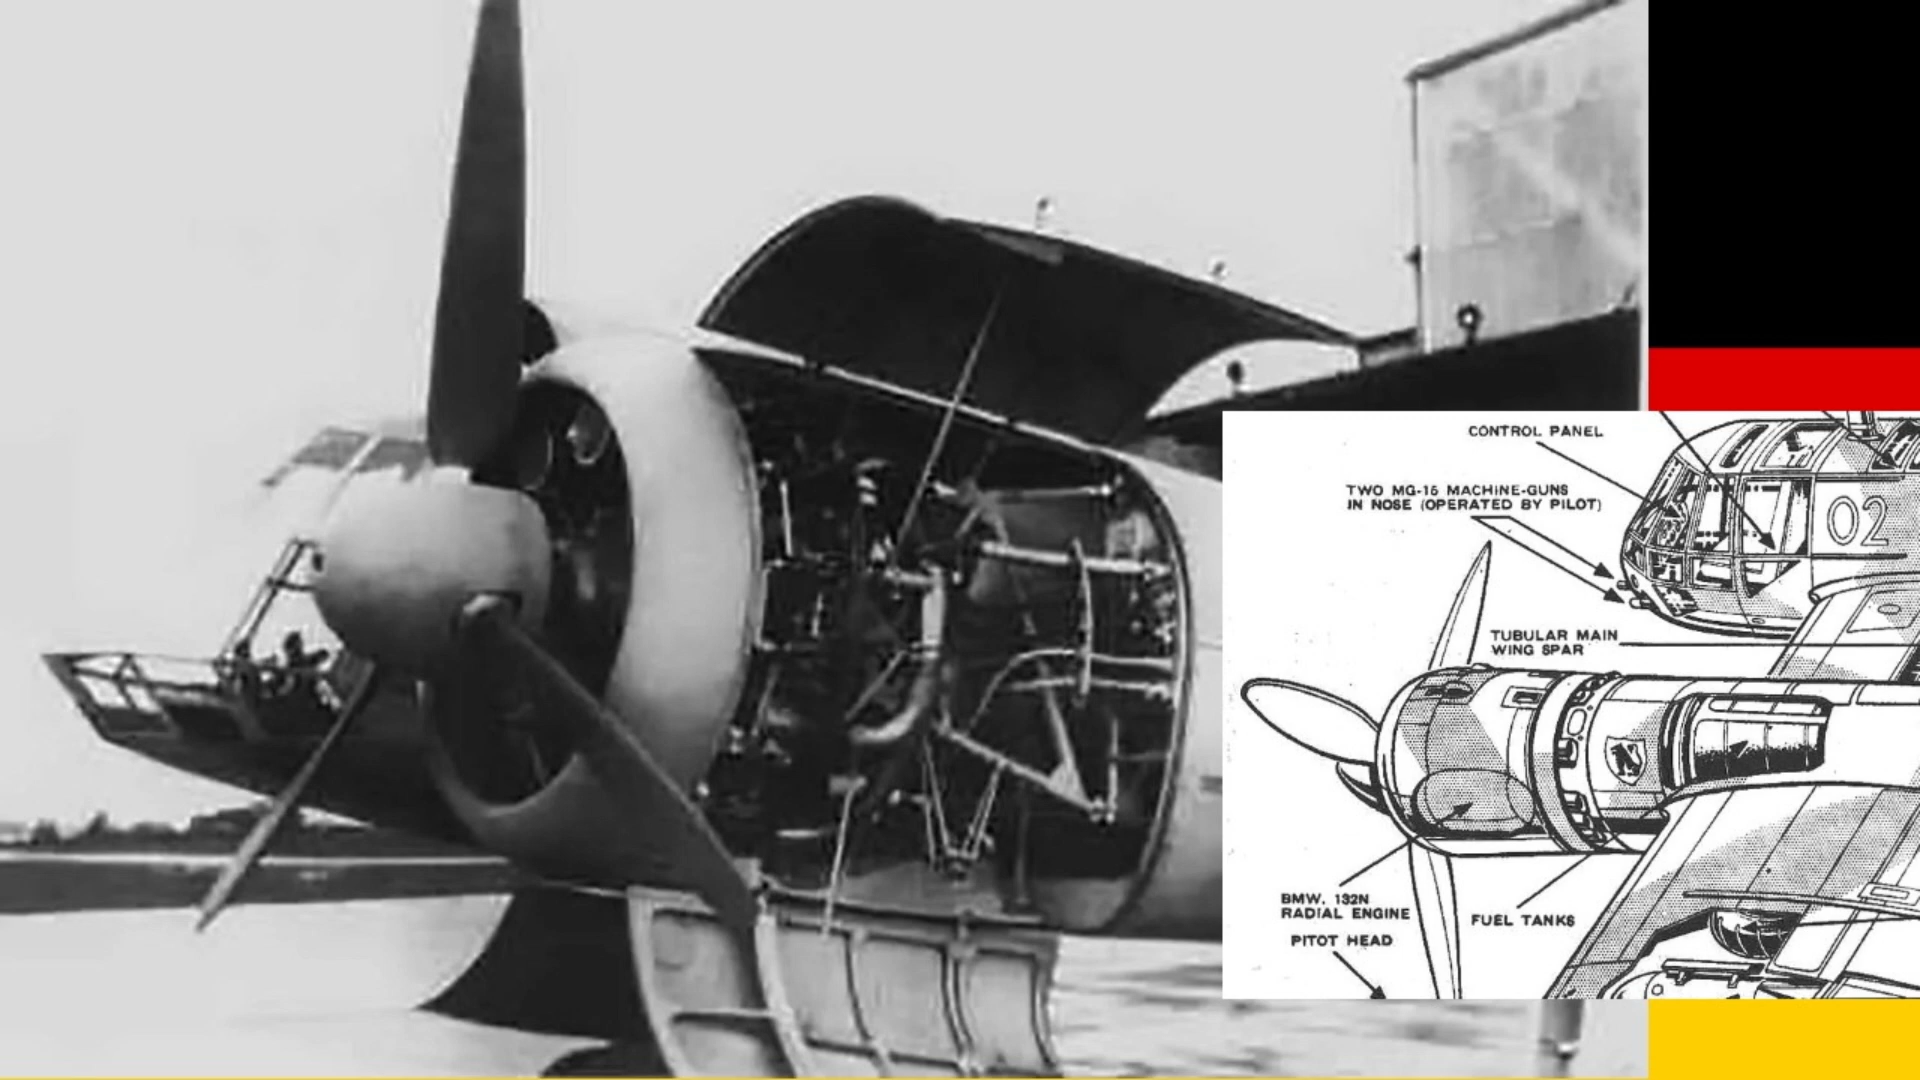 CONTROL PANEL
TWO MG-15 MACHINE-GUNS
IN NOSE (OPERATED BY PILOT)
02
TUBULAR MAIN
WING SPAR
N
BMW. 132N
RADIAL ENGINE
FUEL TANKS
PITOT HEAD